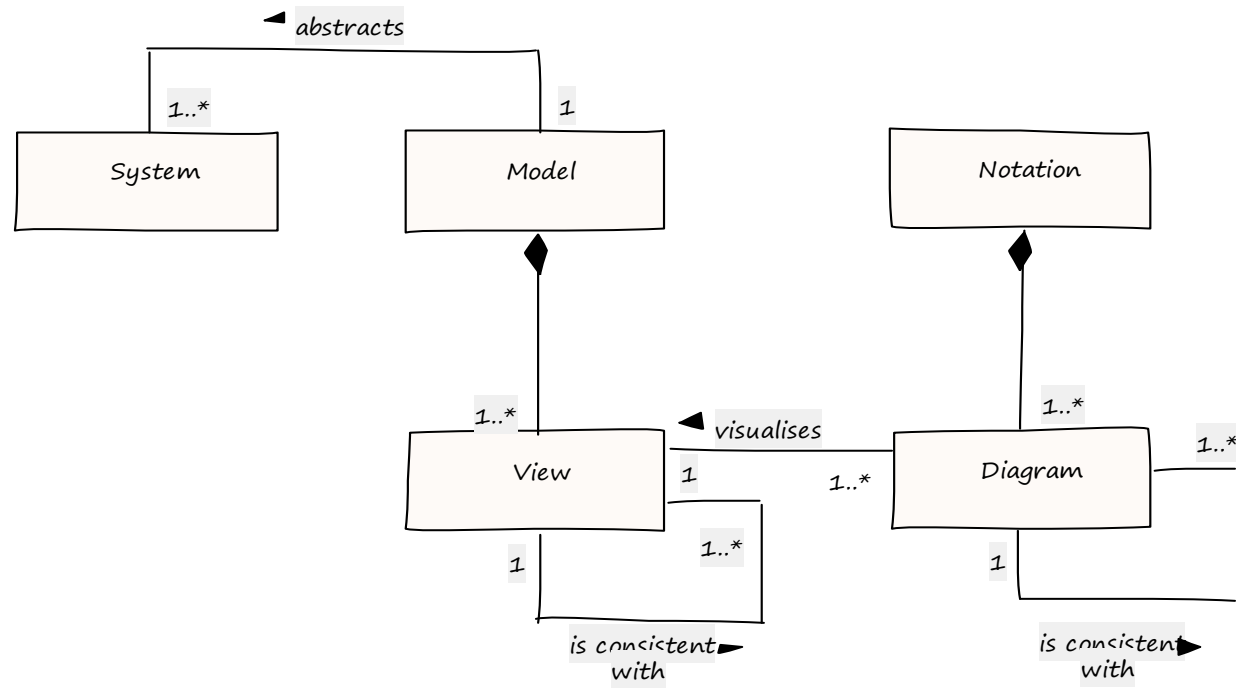 abstracts
1..*
1
System
Model
Notation
1..*
1..*
1..*
visualises
View
1
1..*
Diagram
1
1..*
1
is consistent
with
is consistent
with